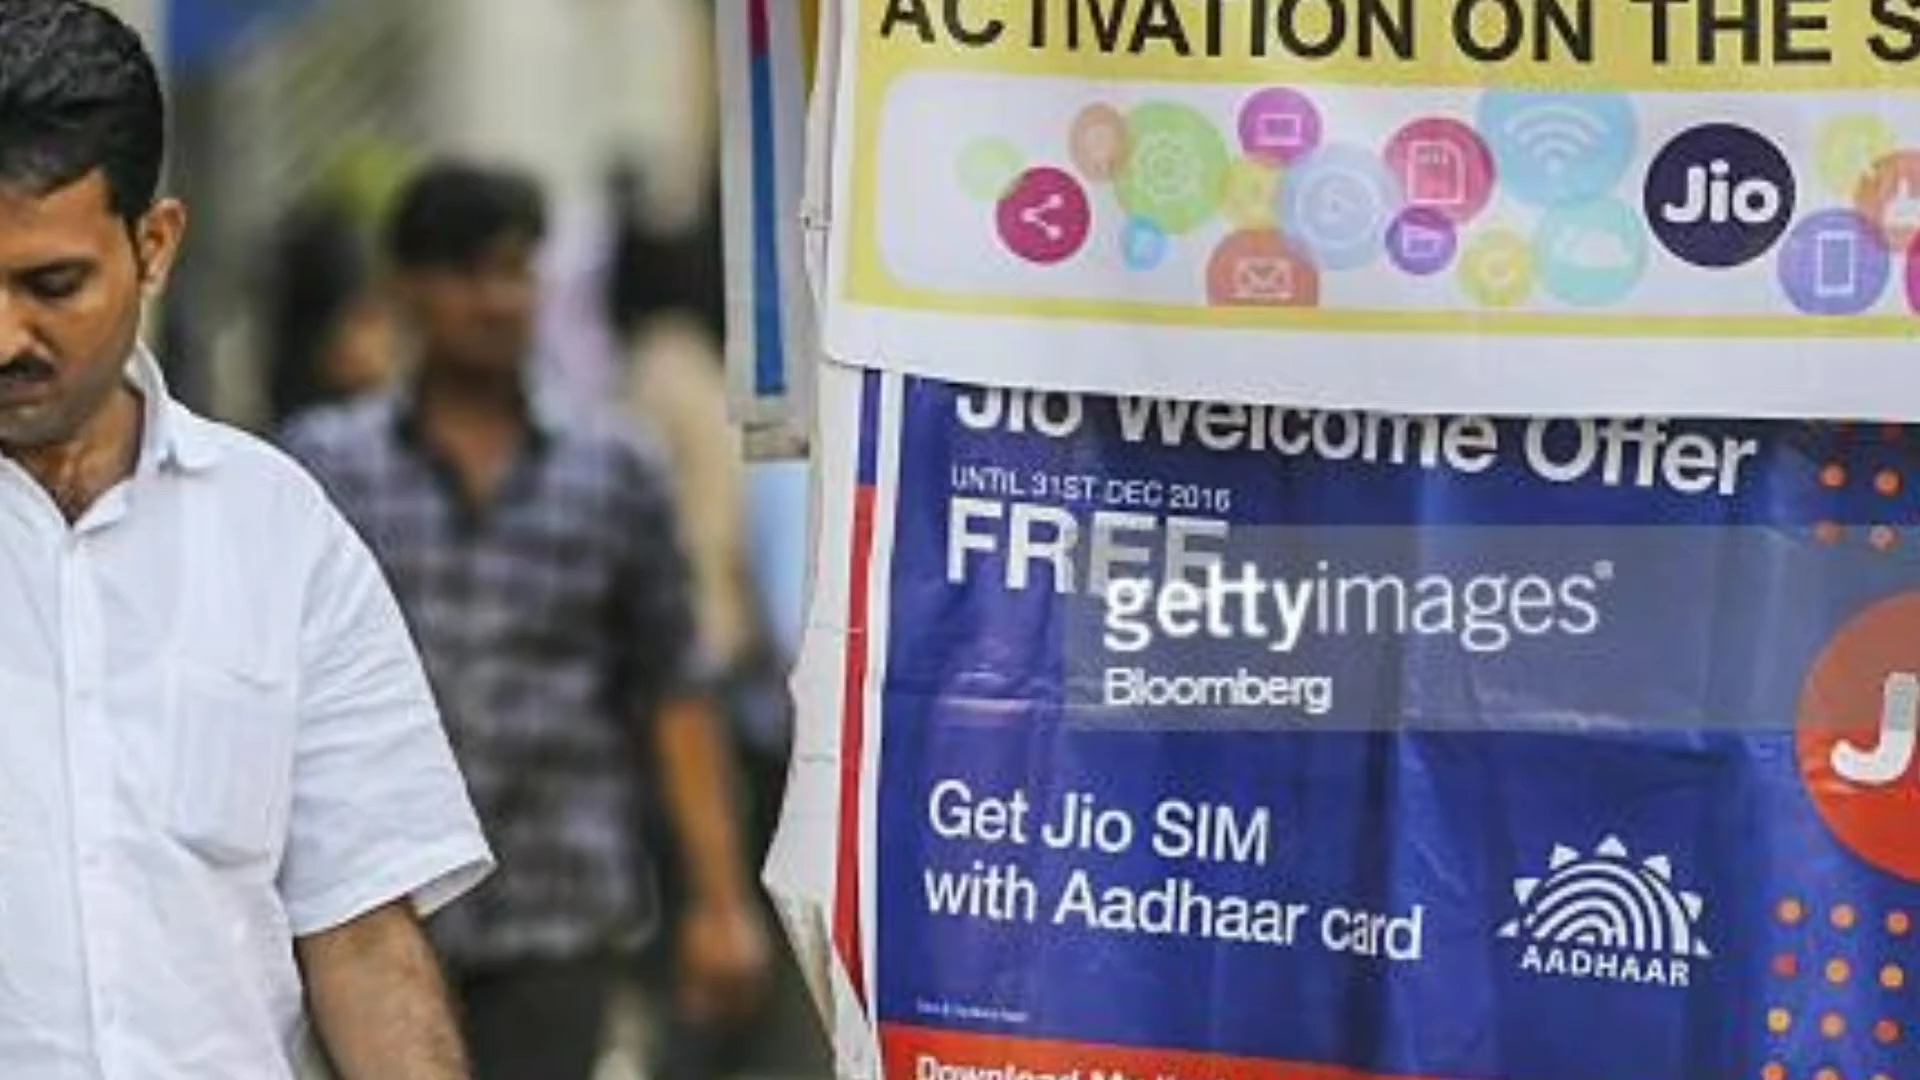 ACTIVATION ON THE S
Jio
Jio Welcome Offer
UNTIL 31ST DEC 2016
FREE
gettyimages®
Bloomberg
J
Get Jio SIM
with Aadhaar card
AADHAAR
Download